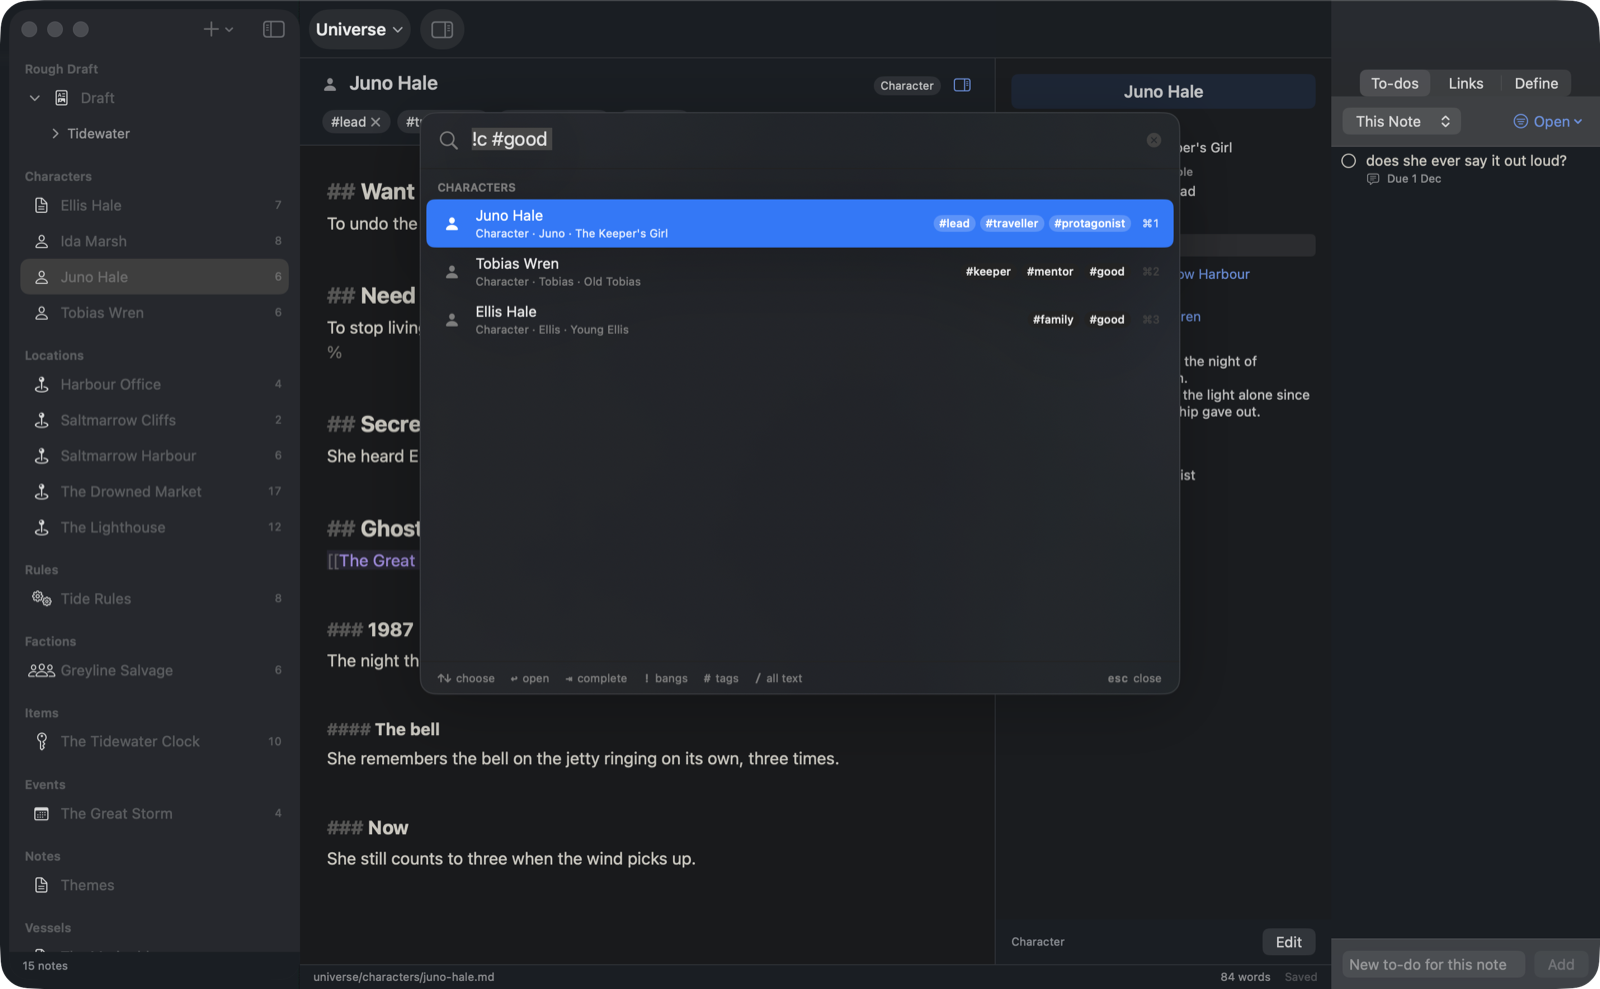 Universe
Rough Draft
Draft
Tidewater
Characters
Ellis Hale 7
Ida Marsh 8
Juno Hale 6
Tobias Wren 6
Locations
Harbour Office 4
Saltmarrow Cliffs 2
Saltmarrow Harbour 6
The Drowned Market 17
The Lighthouse 12
Rules
Tide Rules 8
Factions
Greyline Salvage 6
Items
The Tidewater Clock 10
Events
The Great Storm 4
Notes
Themes
Vessels
15 notes
Juno Hale
Character
#lead
!c #good
CHARACTERS
Juno Hale
Character · Juno · The Keeper's Girl
#lead #traveller #protagonist ⌘1
Tobias Wren
Character · Tobias · Old Tobias
#keeper #mentor #good ⌘2
Ellis Hale
Character · Ellis · Young Ellis
#family #good ⌘3
↑↓ choose ↵ open ⇥ complete ! bangs # tags / all text esc close
## Want
To undo the
## Need
To stop livin
%
## Secre
She heard E
## Ghost
[[The Great
### 1987
The night th
#### The bell
She remembers the bell on the jetty ringing on its own, three times.
### Now
She still counts to three when the wind picks up.
universe/characters/juno-hale.md
84 words Saved
Juno Hale
per's Girl
ole
ad
ow Harbour
ren
the night of
n.
the light alone since
hip gave out.
ist
Character
Edit
To-dos Links Define
This Note
Open
does she ever say it out loud?
Due 1 Dec
New to-do for this note
Add